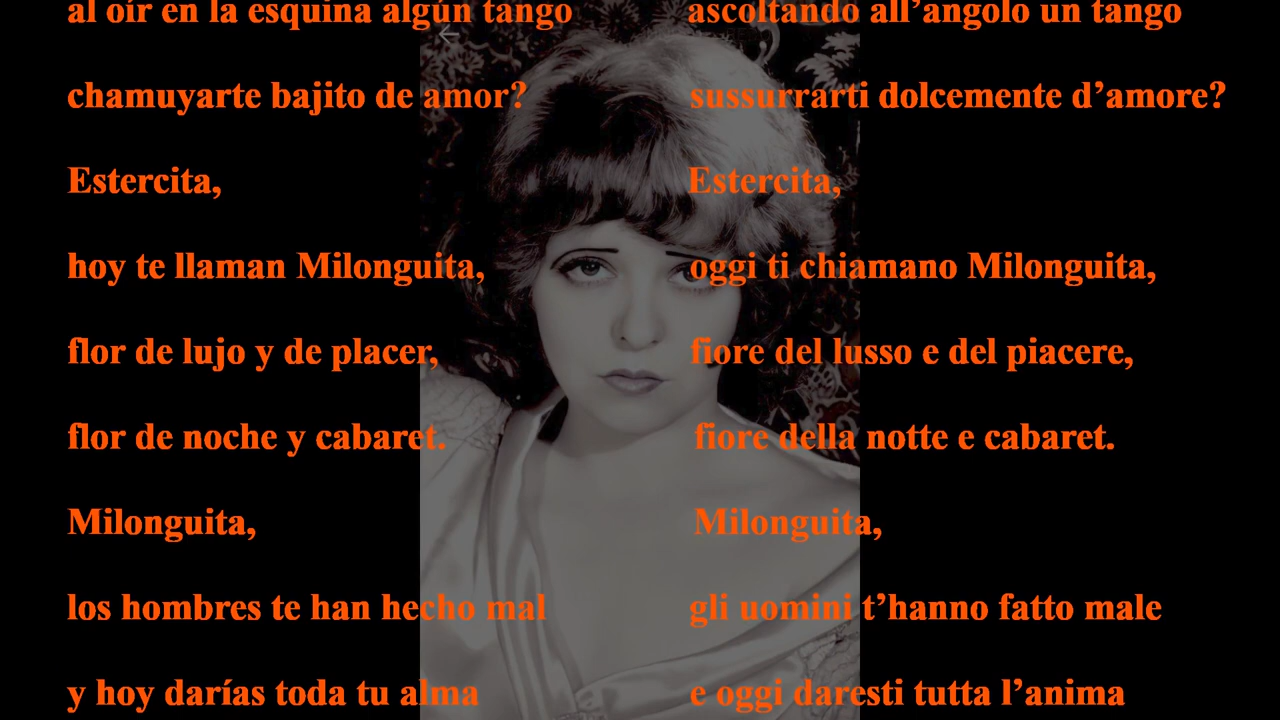 al oír en la esquina algún tango
chamuyarte bajito de amor?
Estercita,
hoy te llaman Milonguita,
flor de lujo y de placer,
flor de noche y cabaret.
Milonguita,
los hombres te han hecho mal
y hoy darías toda tu alma
ascoltando all’angolo un tango
sussurrarti dolcemente d’amore?
Estercita,
oggi ti chiamano Milonguita,
fiore del lusso e del piacere,
fiore della notte e cabaret.
Milonguita,
gli uomini t’hanno fatto male
e oggi daresti tutta l’anima